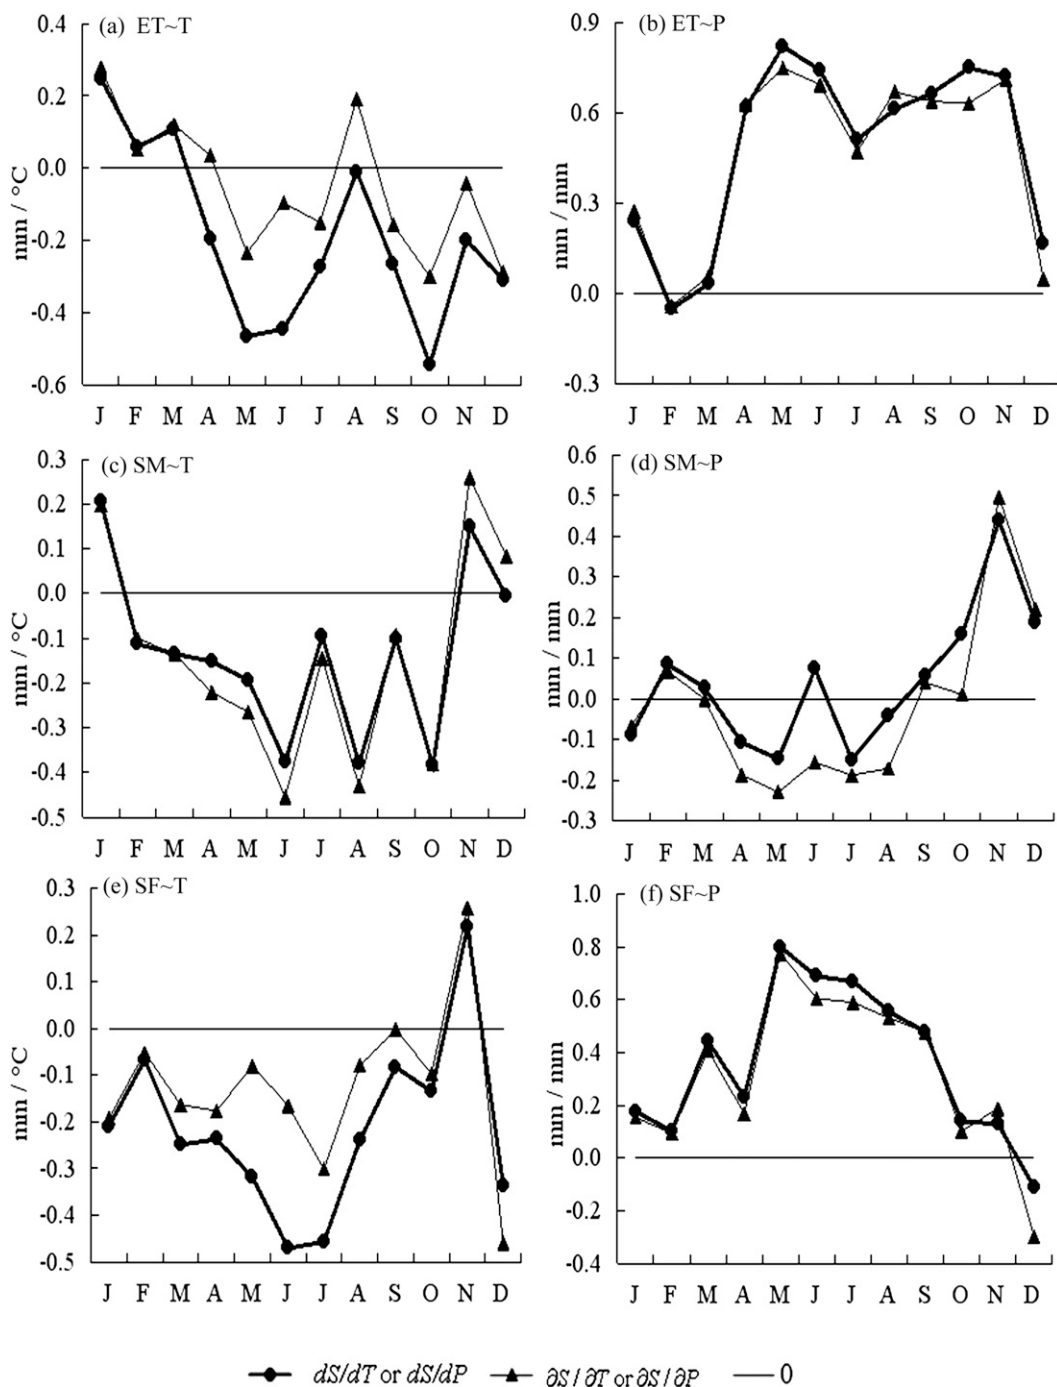 (a) ET~T
0.4
0.2
0.0
-0.2
-0.4
-0.6
mm / °C
J F M A M J J A S O N D
(b) ET~P
0.9
0.6
0.3
0.0
-0.3
mm / mm
J F M A M J J A S O N D
(c) SM~T
0.3
0.2
0.1
0.0
-0.1
-0.2
-0.3
-0.4
-0.5
mm / °C
J F M A M J J A S O N D
(d) SM~P
0.6
0.5
0.4
0.3
0.2
0.1
0.0
-0.1
-0.2
-0.3
mm / mm
J F M A M J J A S O N D
(e) SF~T
0.3
0.2
0.1
0.0
-0.1
-0.2
-0.3
-0.4
-0.5
mm / °C
J F M A M J J A S O N D
(f) SF~P
1.0
0.8
0.6
0.4
0.2
0.0
-0.2
-0.4
mm / mm
J F M A M J J A S O N D
dS/dT or dS/dP ∂S / ∂T or ∂S / ∂P 0